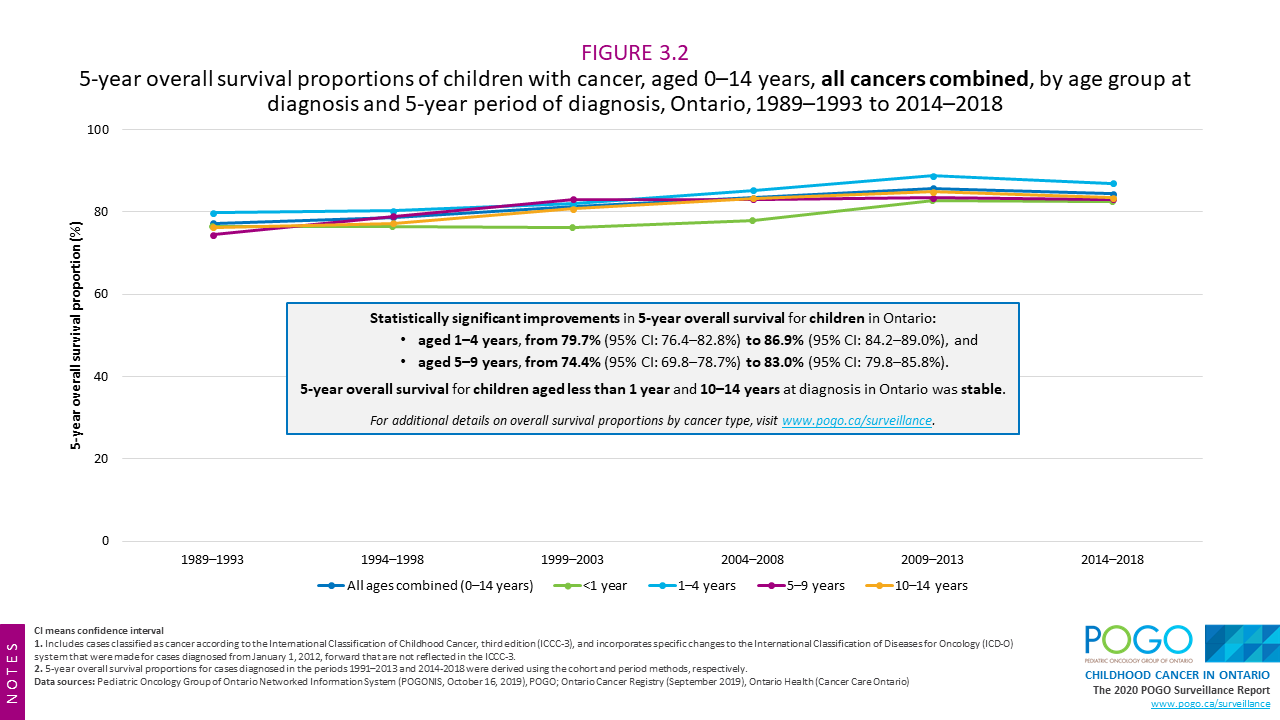 FIGURE 3.2
5-year overall survival proportions of children with cancer, aged 0–14 years, all cancers combined, by age group at
diagnosis and 5-year period of diagnosis, Ontario, 1989–1993 to 2014–2018
5-year overall survival proportion (%)
100
80
60
40
20
0
Statistically significant improvements in 5-year overall survival for children in Ontario:
• aged 1–4 years, from 79.7% (95% CI: 76.4–82.8%) to 86.9% (95% CI: 84.2–89.0%), and
• aged 5–9 years, from 74.4% (95% CI: 69.8–78.7%) to 83.0% (95% CI: 79.8–85.8%).
5-year overall survival for children aged less than 1 year and 10–14 years at diagnosis in Ontario was stable.
For additional details on overall survival proportions by cancer type, visit www.pogo.ca/surveillance.
1989–1993 1994–1998 1999–2003 2004–2008 2009–2013 2014–2018
All ages combined (0–14 years) <1 year 1–4 years 5–9 years 10–14 years
NOTES
CI means confidence interval
1. Includes cases classified as cancer according to the International Classification of Childhood Cancer, third edition (ICCC-3), and incorporates specific changes to the International Classification of Diseases for Oncology (ICD-O)
system that were made for cases diagnosed from January 1, 2012, forward that are not reflected in the ICCC-3.
2. 5-year overall survival proportions for cases diagnosed in the periods 1991–2013 and 2014-2018 were derived using the cohort and period methods, respectively.
Data sources: Pediatric Oncology Group of Ontario Networked Information System (POGONIS, October 16, 2019), POGO; Ontario Cancer Registry (September 2019), Ontario Health (Cancer Care Ontario)
POGO
PEDIATRIC ONCOLOGY GROUP OF ONTARIO
CHILDHOOD CANCER IN ONTARIO
The 2020 POGO Surveillance Report
www.pogo.ca/surveillance